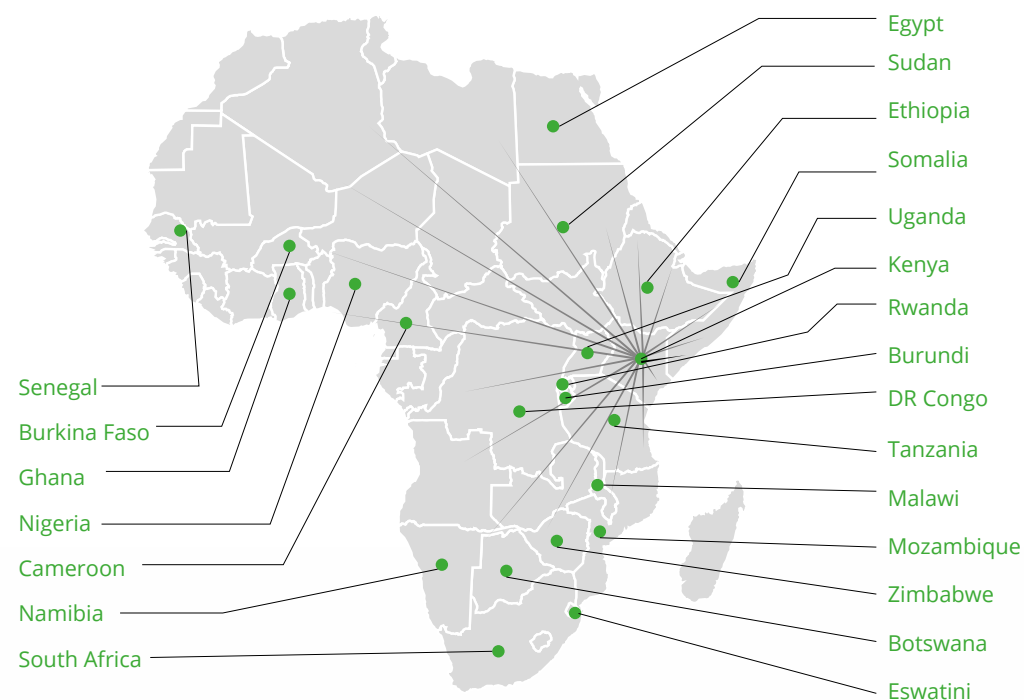 Egypt
Sudan
Ethiopia
Somalia
Uganda
Kenya
Rwanda
Burundi
DR Congo
Tanzania
Malawi
Mozambique
Zimbabwe
Botswana
Eswatini
Senegal
Burkina Faso
Ghana
Nigeria
Cameroon
Namibia
South Africa